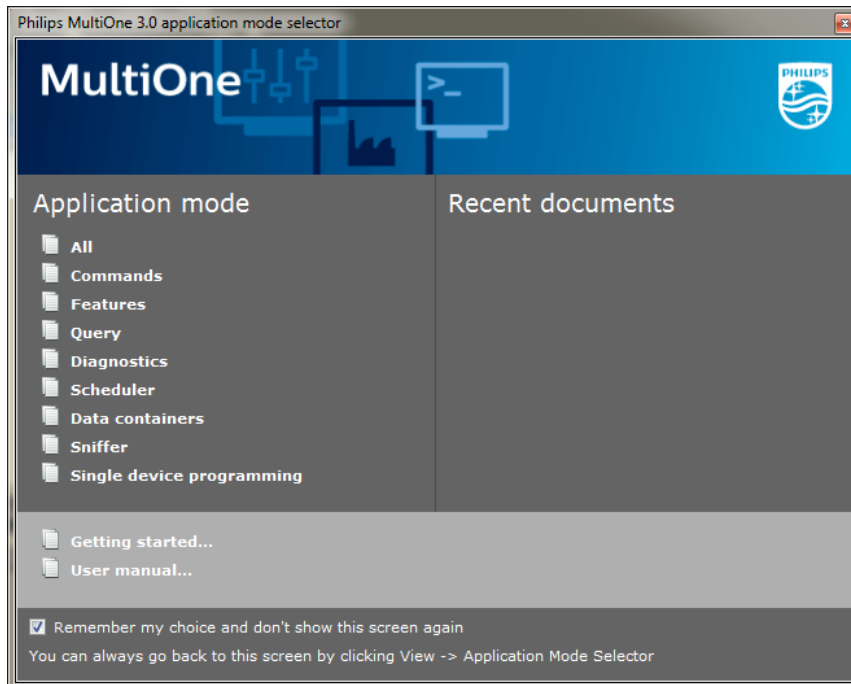 Philips MultiOne 3.0 application mode selector
MultiOne
>_
PHILIPS
Application mode
All
Commands
Features
Query
Diagnostics
Scheduler
Data containers
Sniffer
Single device programming
Recent documents
Getting started...
User manual...
Remember my choice and don't show this screen again
You can always go back to this screen by clicking View -> Application Mode Selector